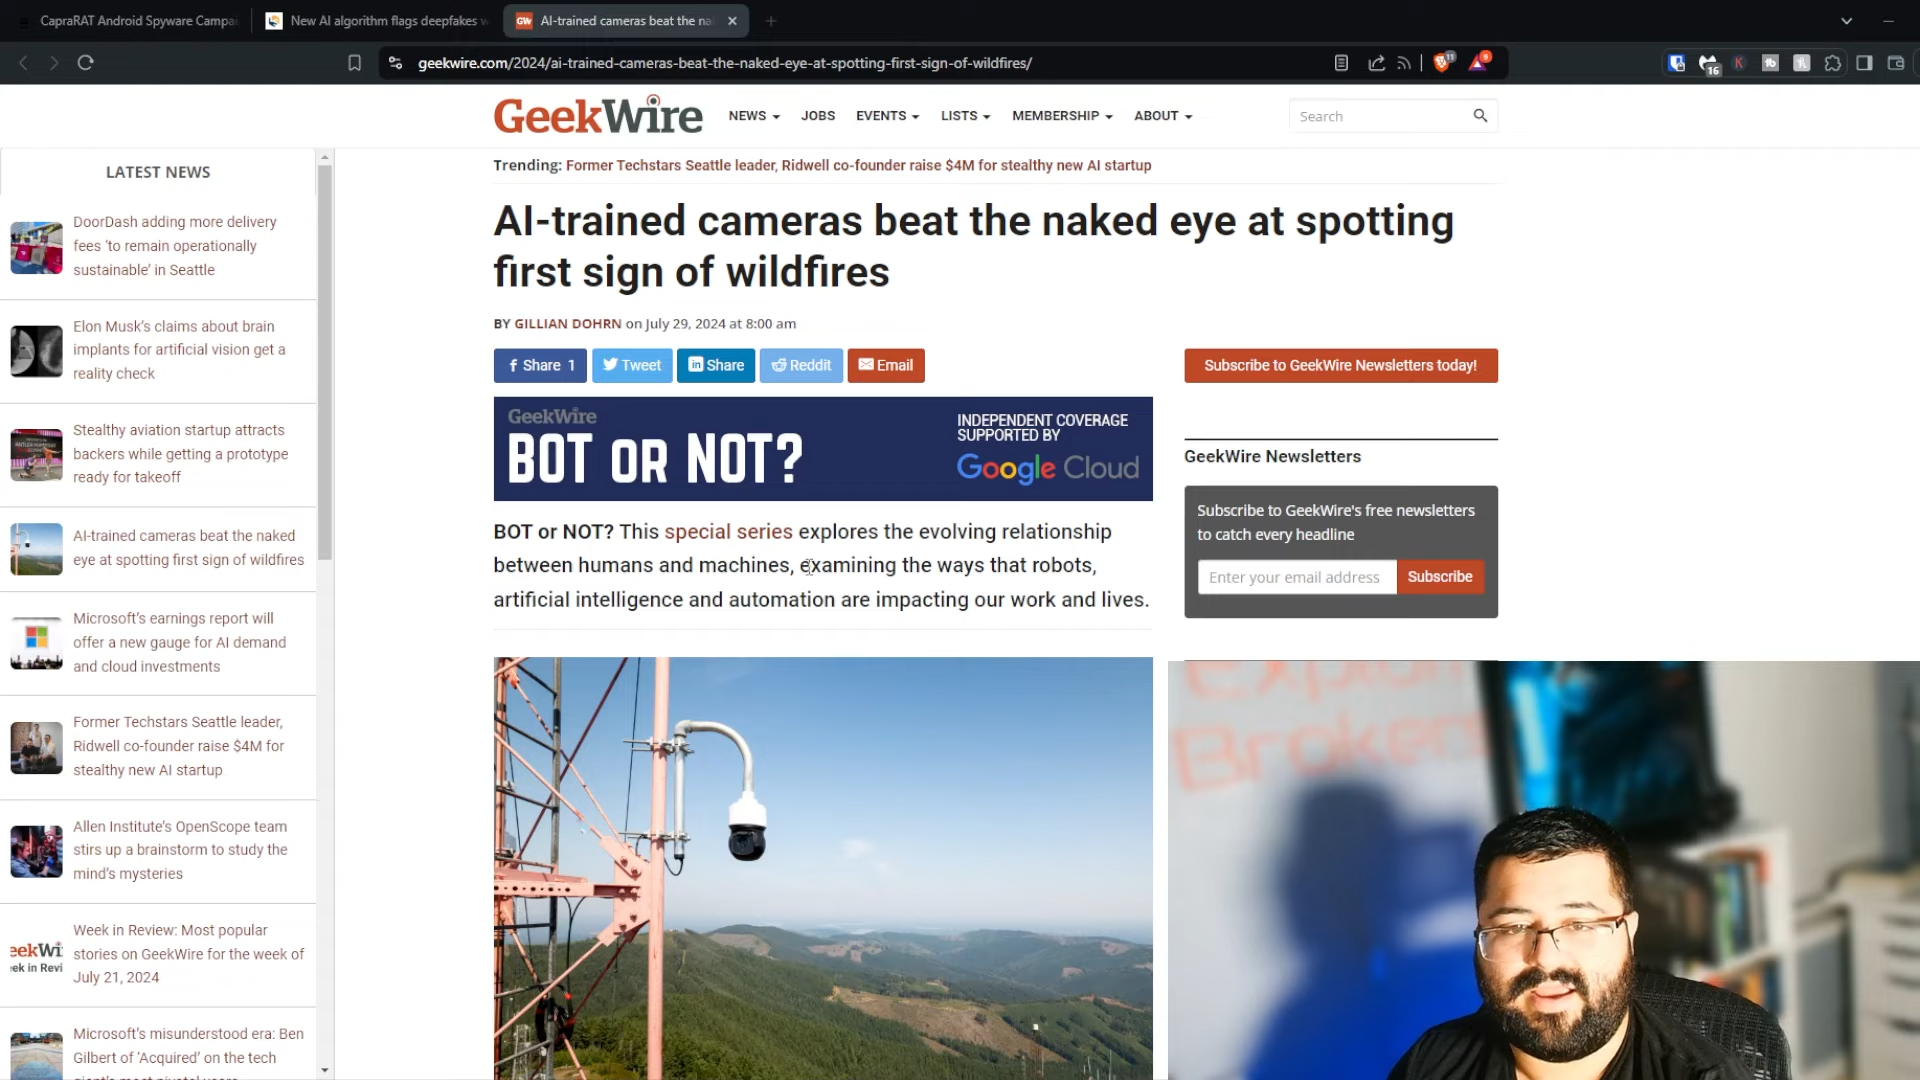 CapraRAT Android Spyware Campa
New AI algorithm flags deepfakes w
GW
AI-trained cameras beat the na
geekwire.com/2024/ai-trained-cameras-beat-the-naked-eye-at-spotting-first-sign-of-wildfires/
11
16
GeekWire
NEWS
JOBS
EVENTS
LISTS
MEMBERSHIP
ABOUT
Search
LATEST NEWS
DoorDash adding more delivery
fees ‘to remain operationally
sustainable’ in Seattle
Elon Musk’s claims about brain
implants for artificial vision get a
reality check
Stealthy aviation startup attracts
backers while getting a prototype
ready for takeoff
AI-trained cameras beat the naked
eye at spotting first sign of wildfires
Microsoft’s earnings report will
offer a new gauge for AI demand
and cloud investments
Former Techstars Seattle leader,
Ridwell co-founder raise $4M for
stealthy new AI startup
Allen Institute’s OpenScope team
stirs up a brainstorm to study the
mind’s mysteries
eekWi
ek in Revi
Week in Review: Most popular
stories on GeekWire for the week of
July 21, 2024
Microsoft’s misunderstood era: Ben
Gilbert of ‘Acquired’ on the tech
giant’s most pivotal years
Trending: Former Techstars Seattle leader, Ridwell co-founder raise $4M for stealthy new AI startup
AI-trained cameras beat the naked eye at spotting
first sign of wildfires
BY GILLIAN DOHRN on July 29, 2024 at 8:00 am
Share 1
Tweet
Share
Reddit
Email
GeekWire
BOT OR NOT?
INDEPENDENT COVERAGE
SUPPORTED BY
Google Cloud
BOT or NOT? This special series explores the evolving relationship
between humans and machines, examining the ways that robots,
artificial intelligence and automation are impacting our work and lives.
Subscribe to GeekWire Newsletters today!
GeekWire Newsletters
Subscribe to GeekWire's free newsletters
to catch every headline
Enter your email address
Subscribe
Brokers